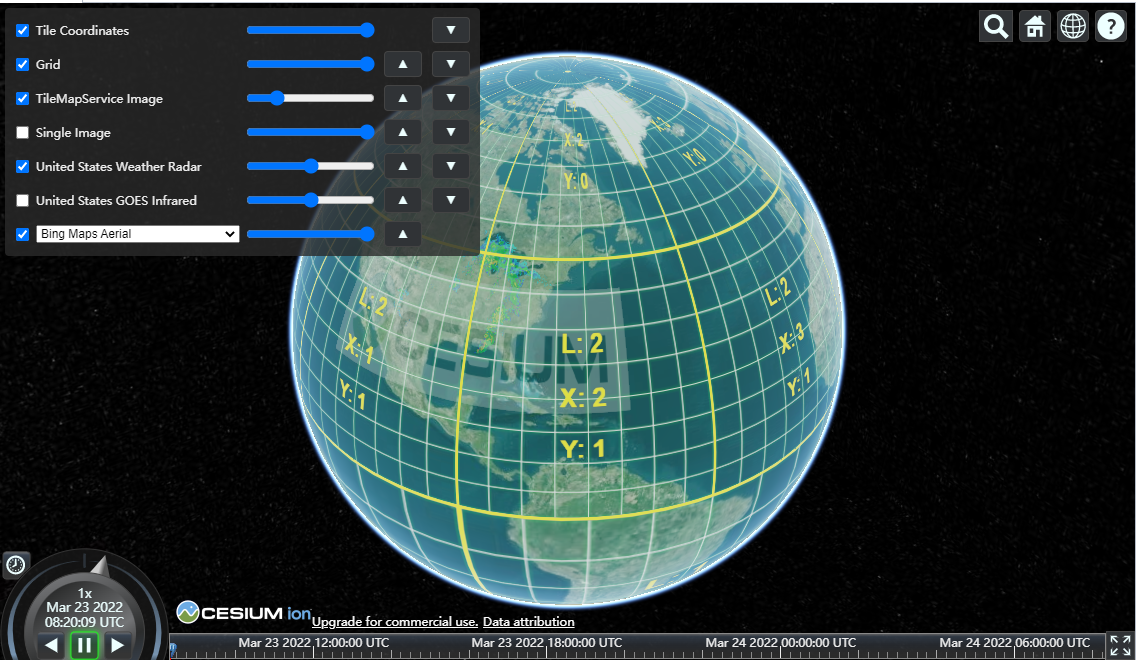 Tile Coordinates
Grid
TileMapService Image
Single Image
United States Weather Radar
United States GOES Infrared
Bing Maps Aerial
X: 2
Y: 0
Y: 0
L: 2
X: 1
Y: 1
CESIUM
L: 2
X: 2
Y: 1
L: 2
X: 3
Y: 1
1x
Mar 23 2022
08:20:09 UTC
CESIUM ion Upgrade for commercial use. Data attribution
Mar 23 2022 12:00:00 UTC Mar 23 2022 18:00:00 UTC Mar 24 2022 00:00:00 UTC Mar 24 2022 06:00:00 UTC